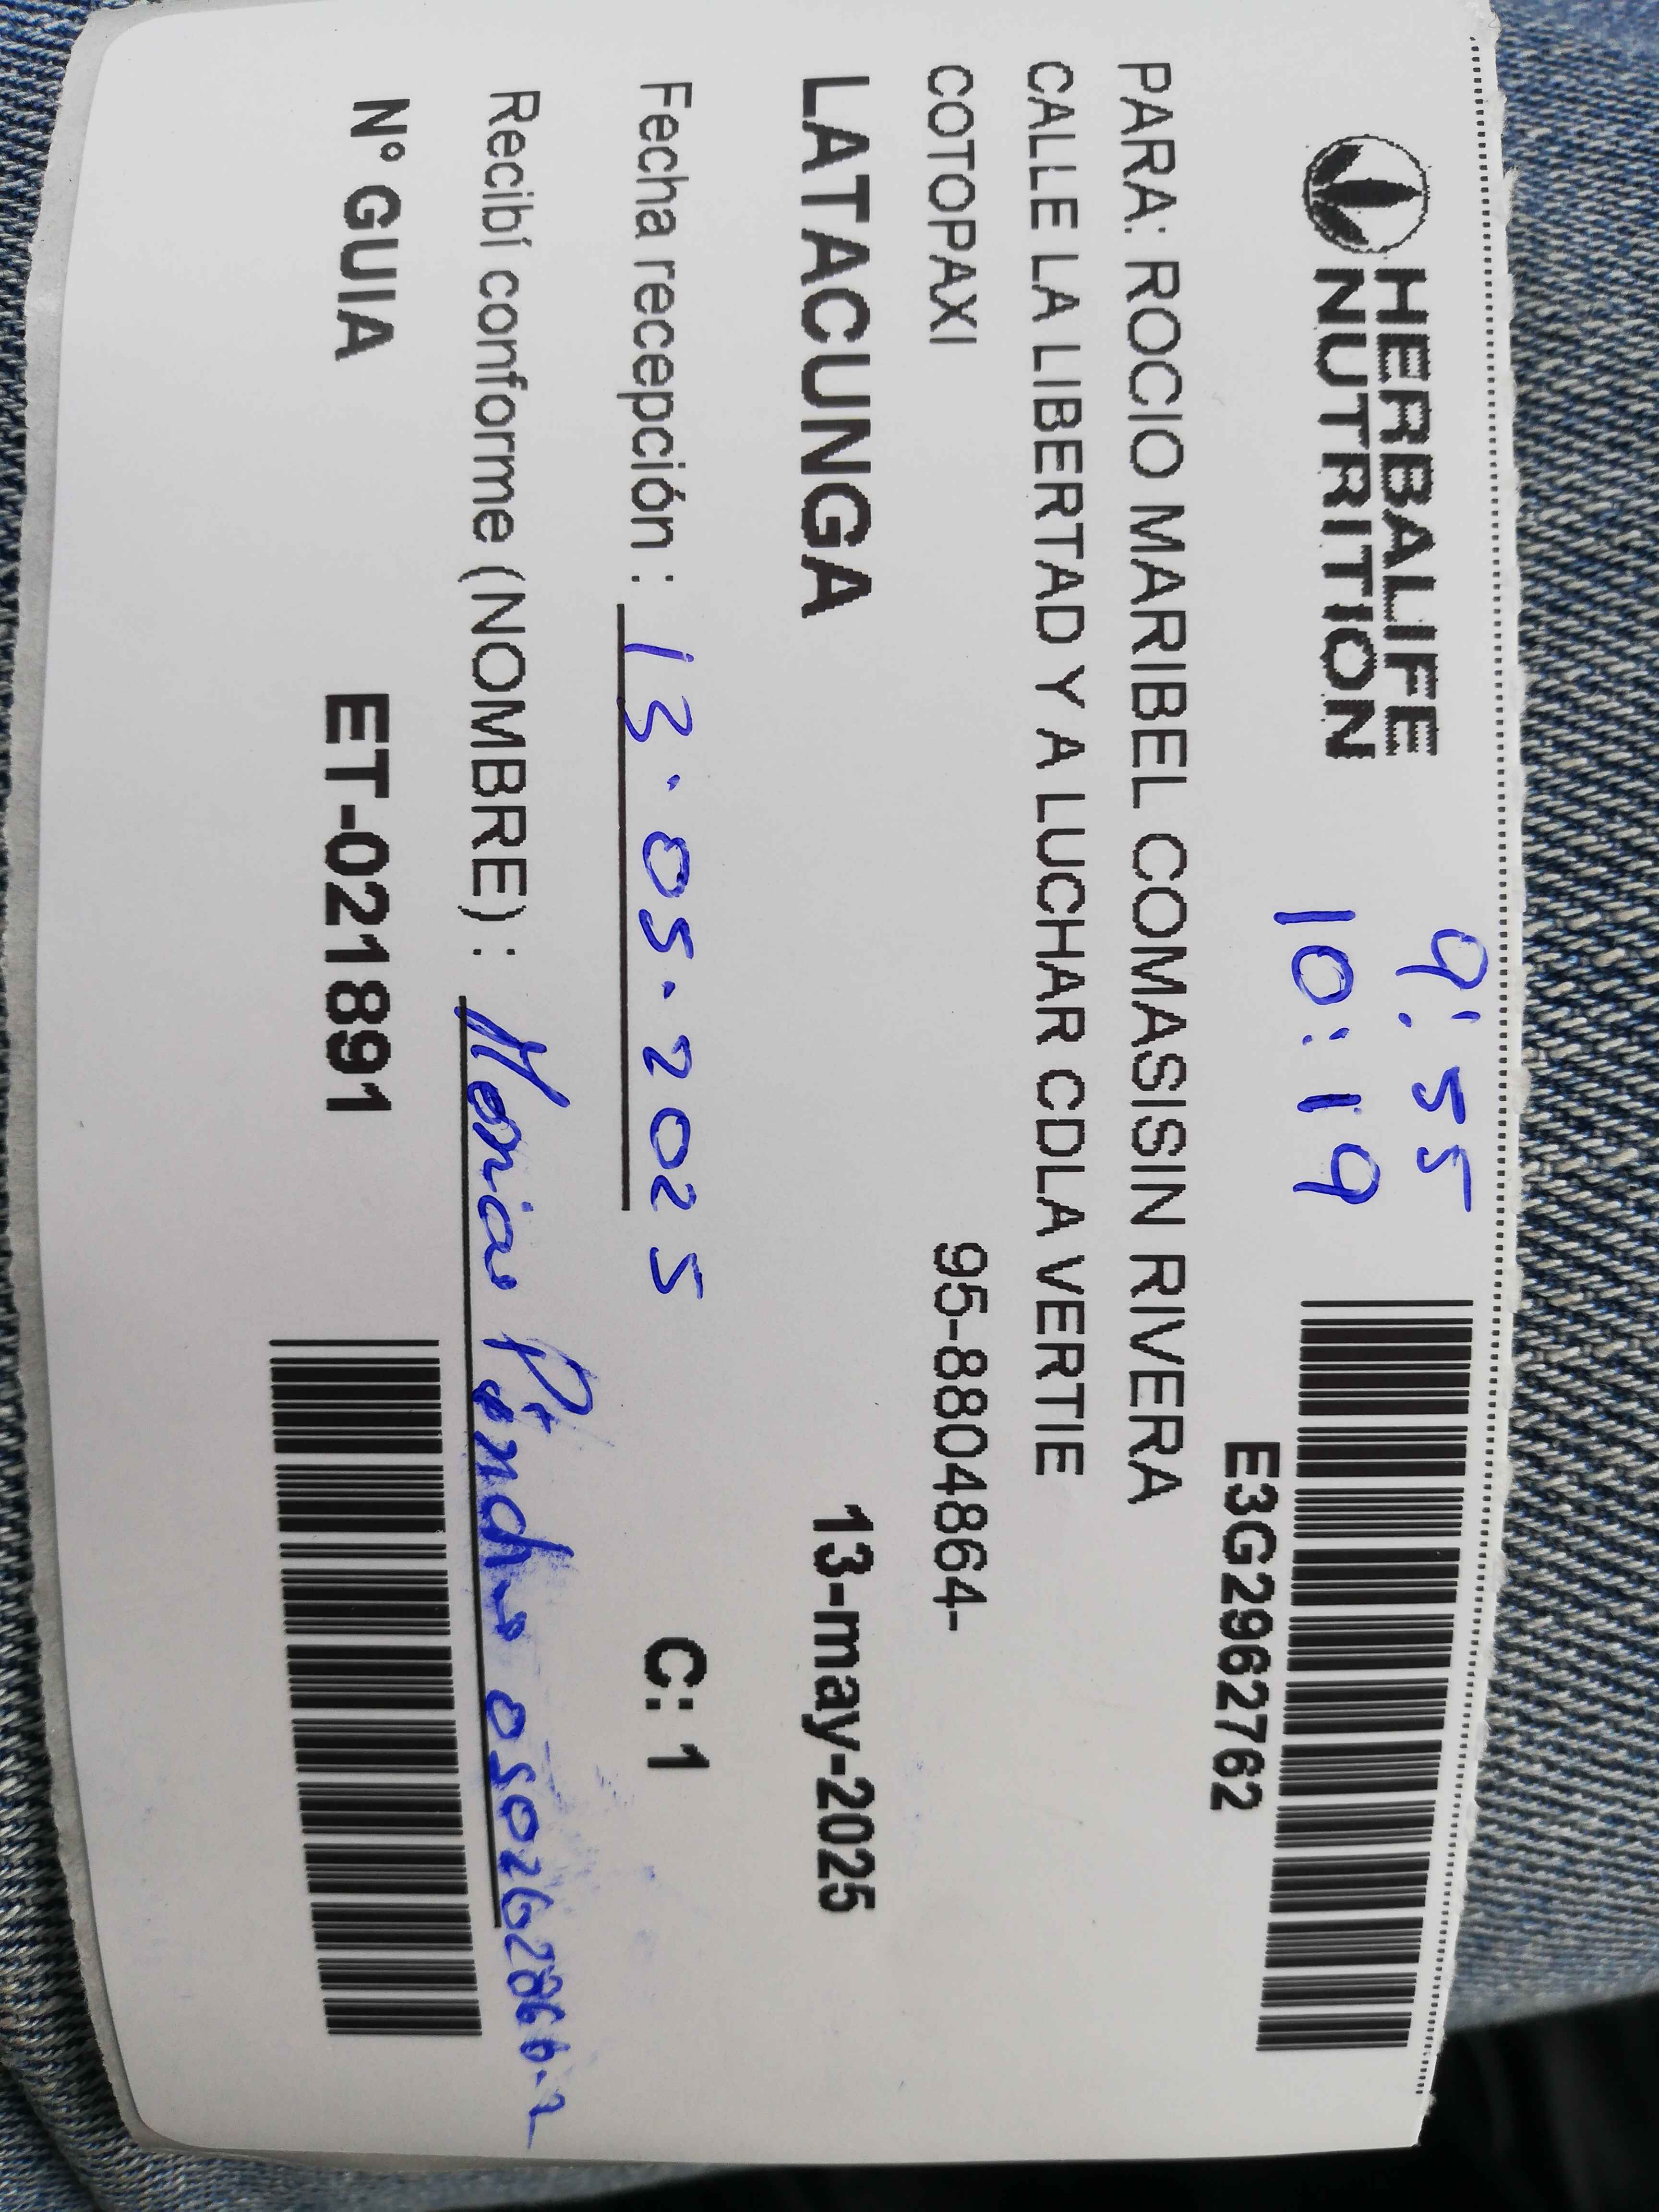 HERBALIFE
NUTRITION
9:55
10:19
E3G2962762
PARA: ROCIO MARIBEL COMASISIN RIVERA
CALLE LA LIBERTAD Y A LUCHAR CDLA VERTIE
COTOPAXI 95-8804864-
LATACUNGA 13-may-2025
Fecha recepción : 13.05.2025 C: 1
Recibí conforme (NOMBRE) :
Nº GUIA ET-021891